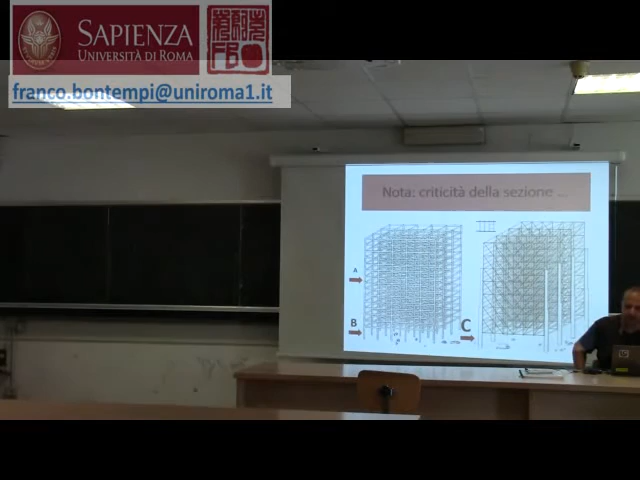 SAPIENZA
UNIVERSITÀ DI ROMA
franco.bontempi@uniroma1.it
Nota: criticità della sezione ...
A
B
C